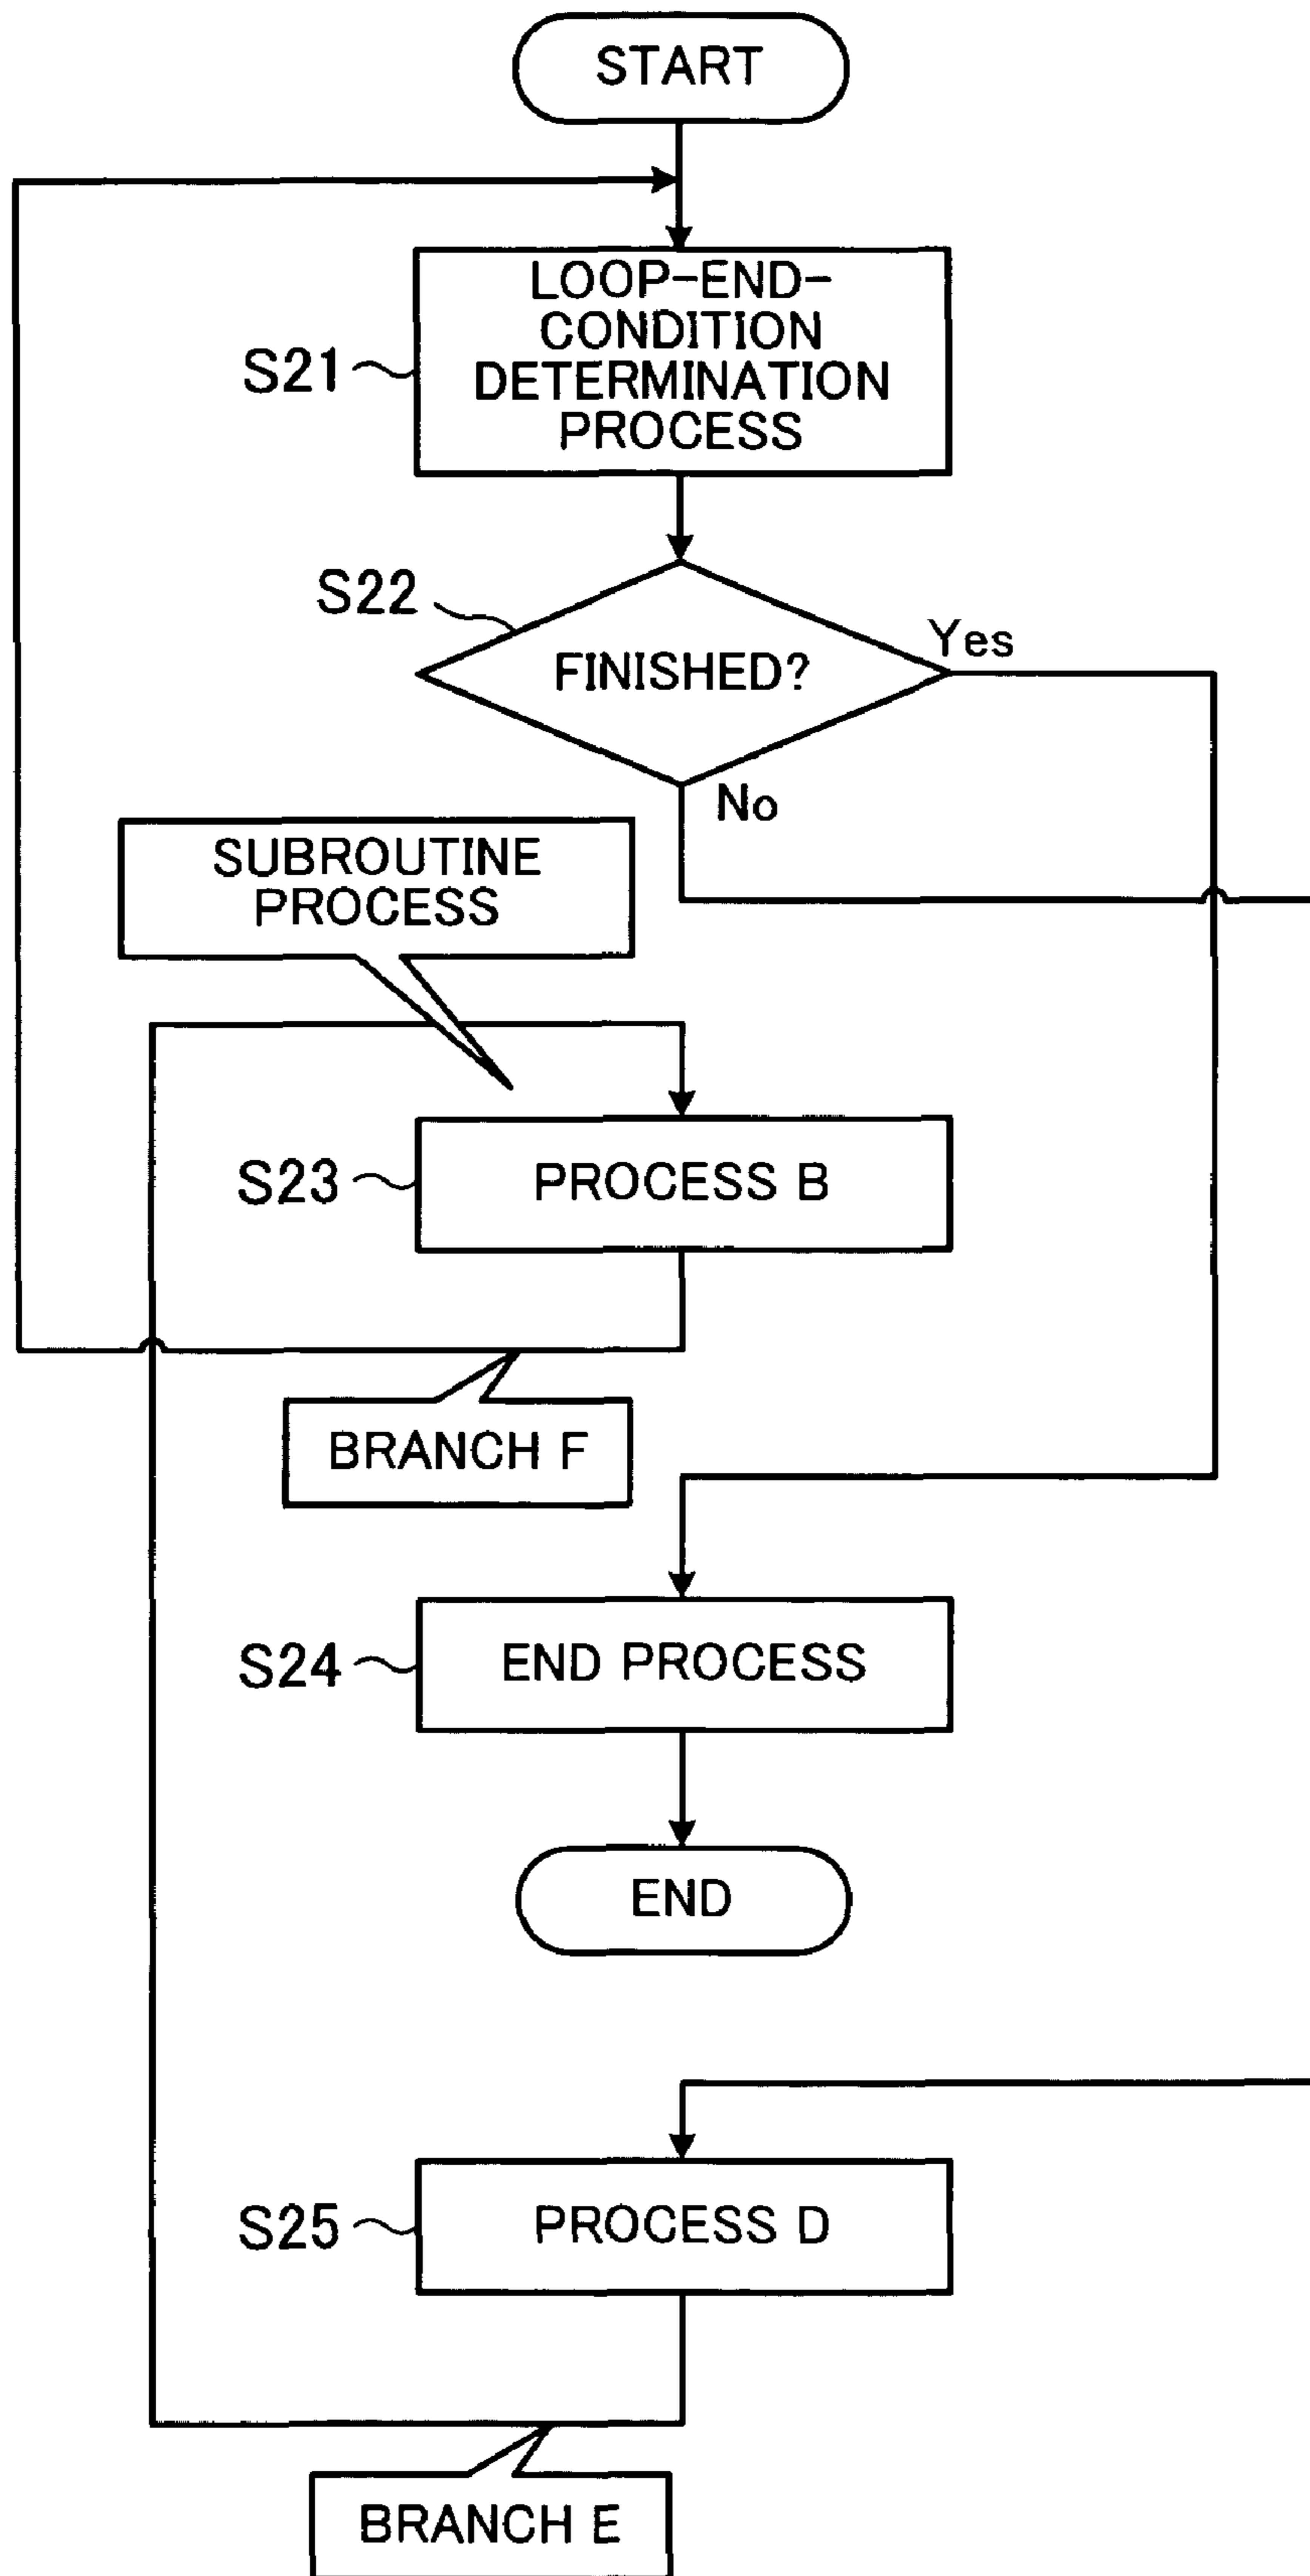 START
LOOP-END-
CONDITION
DETERMINATION
PROCESS
S21
S22
FINISHED?
Yes
No
SUBROUTINE
PROCESS
S23
PROCESS B
BRANCH F
S24
END PROCESS
END
S25
PROCESS D
BRANCH E